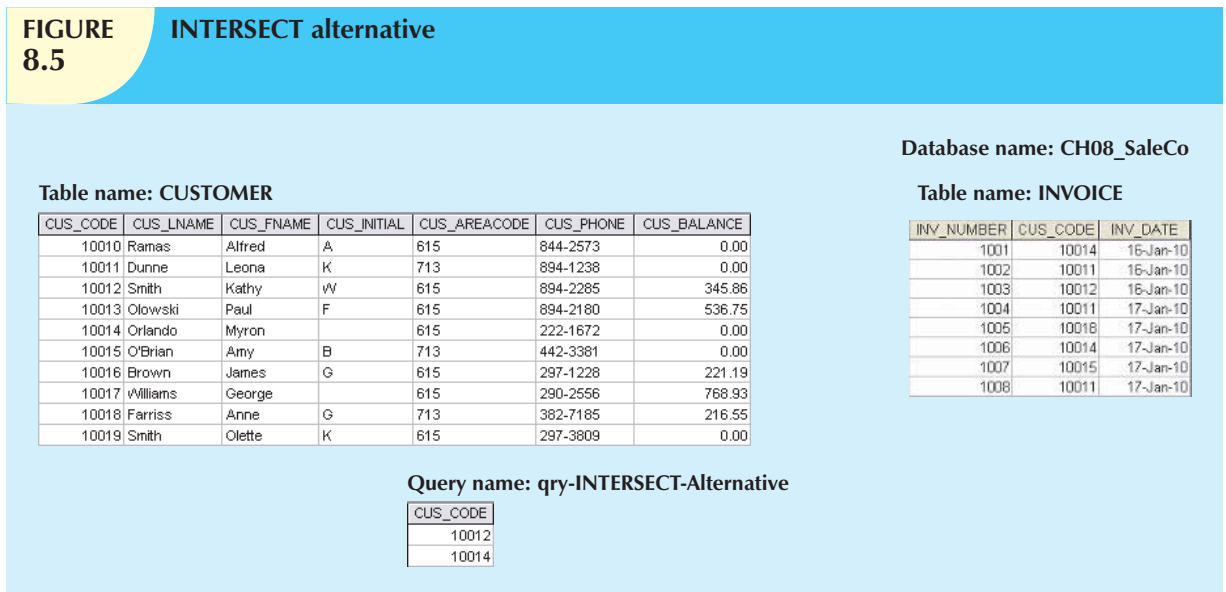 FIGURE 8.5
INTERSECT alternative
Database name: CH08_SaleCo
Table name: CUSTOMER
CUS_CODE CUS_LNAME CUS_FNAME CUS_INITIAL CUS_AREACODE CUS_PHONE CUS_BALANCE
10010 Ramas Alfred A 615 844-2573 0.00
10011 Dunne Leona K 713 894-1238 0.00
10012 Smith Kathy W 615 894-2285 345.86
10013 Olowski Paul F 615 894-2180 536.75
10014 Orlando Myron 615 222-1672 0.00
10015 O'Brian Amy B 713 442-3381 0.00
10016 Brown James G 615 297-1228 221.19
10017 Williams George 615 290-2556 768.93
10018 Farriss Anne G 713 382-7185 216.55
10019 Smith Olette K 615 297-3809 0.00
Table name: INVOICE
INV_NUMBER CUS_CODE INV_DATE
1001 10014 16-Jan-10
1002 10011 16-Jan-10
1003 10012 16-Jan-10
1004 10011 17-Jan-10
1005 10018 17-Jan-10
1006 10014 17-Jan-10
1007 10015 17-Jan-10
1008 10011 17-Jan-10
Query name: qry-INTERSECT-Alternative
CUS_CODE
10012
10014